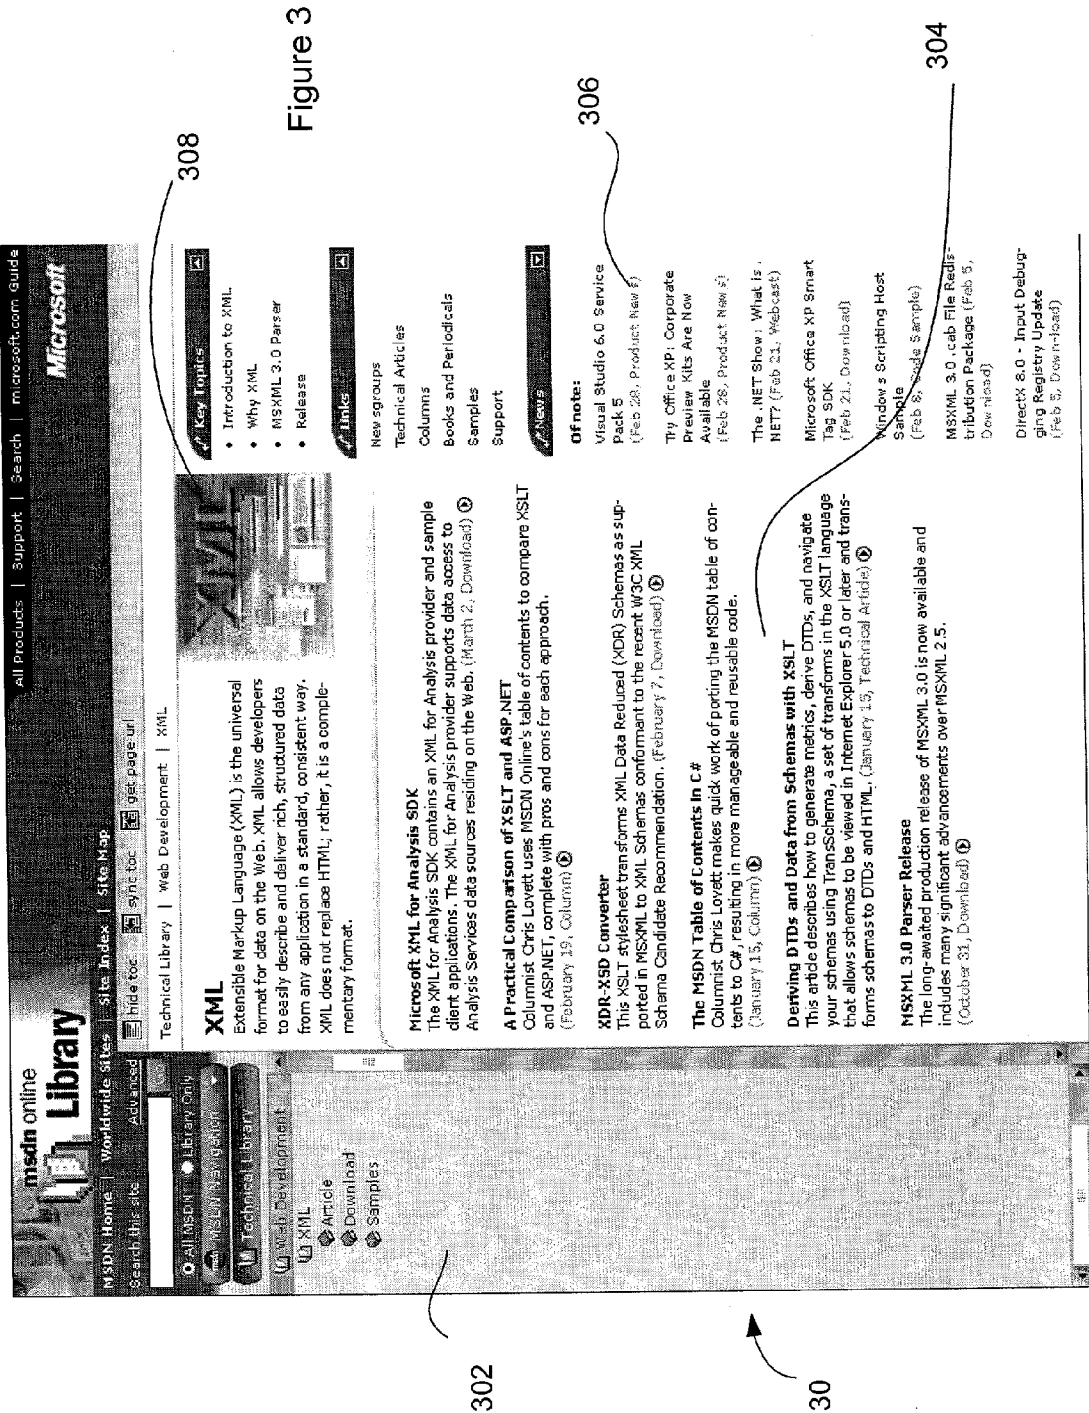 Figure 3
308
306
304
302
30
msdn online
Library
All Products | Support | Search | microsoft.com Guide
Microsoft
MSDN Home | Worldwide Sites | Site Index | Site Map
Search this site Advanced
All MSDN Library Only
MSDN Navigation
Technical Library
Web Development
XML
Article
Download
Samples
hide toc sync toc get page url
Technical Library | Web Development | XML
XML
Extensible Markup Language (XML) is the universal
format for data on the Web. XML allows developers
to easily describe and deliver rich, structured data
from any application in a standard, consistent way.
XML does not replace HTML; rather, it is a comple-
mentary format.
XML
Microsoft XML for Analysis SDK
The XML for Analysis SDK contains an XML for Analysis provider and sample
client applications. The XML for Analysis provider supports data access to
Analysis Services data sources residing on the Web. (March 2, Download)
A Practical Comparison of XSLT and ASP.NET
Columnist Chris Lovett uses MSDN Online's table of contents to compare XSLT
and ASP.NET, complete with pros and cons for each approach.
(February 19, Column)
XDR-XSD Converter
This XSLT stylesheet transforms XML Data Reduced (XDR) Schemas as sup-
ported in MSXML to XML Schemas conformant to the recent W3C XML
Schema Candidate Recommendation. (February 7, Download)
The MSDN Table of Contents in C#
Columnist Chris Lovett makes quick work of porting the MSDN table of con-
tents to C#, resulting in more manageable and reusable code.
(January 15, Column)
Deriving DTDs and Data from Schemas with XSLT
This article describes how to generate metrics, derive DTDs, and navigate
your schemas using TransSchema, a set of transforms in the XSLT language
that allows schemas to be viewed in Internet Explorer 5.0 or later and trans-
forms schemas to DTDs and HTML. (January 15, Technical Article)
MSXML 3.0 Parser Release
The long-awaited production release of MSXML 3.0 is now available and
includes many significant advancements over MSXML 2.5.
(October 31, Download)
Key Topics
• Introduction to XML
• Why XML
• MSXML 3.0 Parser
• Release
Links
Newsgroups
Technical Articles
Columns
Books and Periodicals
Samples
Support
News
Of note:
Visual Studio 6.0 Service
Pack 5
(Feb 28, Product News)
Try Office XP: Corporate
Preview Kits Are Now
Available
(Feb 28, Product News)
The .NET Show: What Is .
NET? (Feb 21, Webcast)
Microsoft Office XP Smart
Tag SDK
(Feb 21, Download)
Windows Scripting Host
Sample
(Feb 8, Code Sample)
MSXML 3.0 .cab File Redis-
tribution Package (Feb 5,
Download)
DirectX 8.0 - Input Debug-
ging Registry Update
(Feb 5, Down-load)